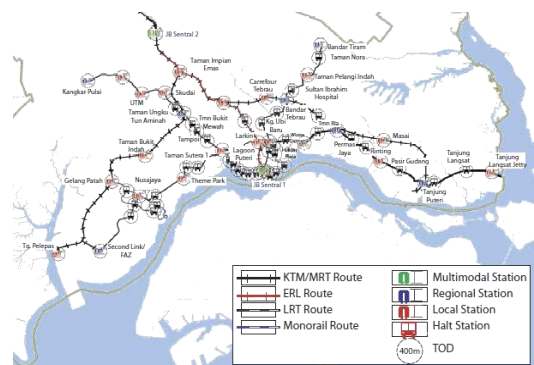 JB Sentral 2
Bandar Tiram
Taman Nora
Taman Impian
Emas
Carrefour
Tebrau
Taman Pelangi Indah
Sultan Ibrahim
Hospital
Kangkar Pulai
Skudai
UTM
Taman Ungku
Tun Aminah
Tmn Bukit
Mewah
Bandar
Tebrau
Kg. Ubi
Baru
Tampoi
Larkin
Taman Bukit
Indah
Taman Sutera 1
Lagoon
Puteri
Permas
Jaya
Masai
Rinting
Pasir Gudang
Tanjung
Langsat
Tanjung
Langsat Jetty
Gelang Patah
Nusajaya
Theme Park
JB Sentral 1
Tanjung
Puteri
Tg. Pelepas
Second Link/
FAZ
KTM/MRT Route
ERL Route
LRT Route
Monorail Route
Multimodal Station
Regional Station
Local Station
Halt Station
400m
TOD